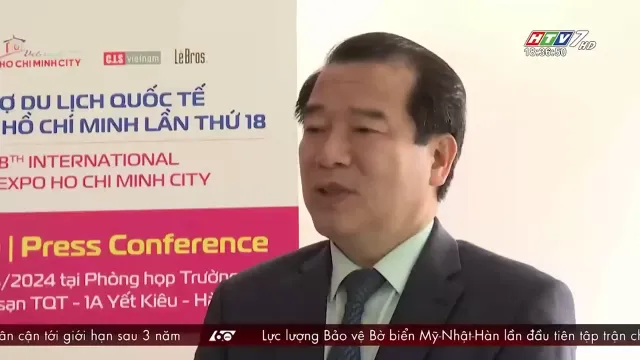 HO CHI MINH CITY
CIS vietnam
LeBros.
HTV7 HD
18:36:50
Ợ DU LỊCH QUỐC TẾ
HỒ CHÍ MINH LẦN THỨ 18
8TH INTERNATIONAL
EXPO HO CHI MINH CITY
| Press Conference
/2024 tại Phòng họp Trường
sạn TQT - 1A Yết Kiêu - Hà
ân cận tới giới hạn sau 3 năm
Lực lượng Bảo vệ Bờ biển Mỹ-Nhật-Hàn lần đầu tiên tập trận ch